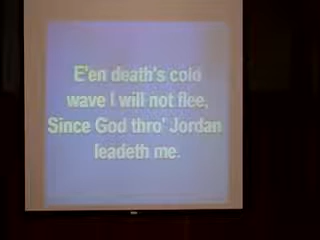 E'en death's cold
wave I will not flee,
Since God thro' Jordan
leadeth me.